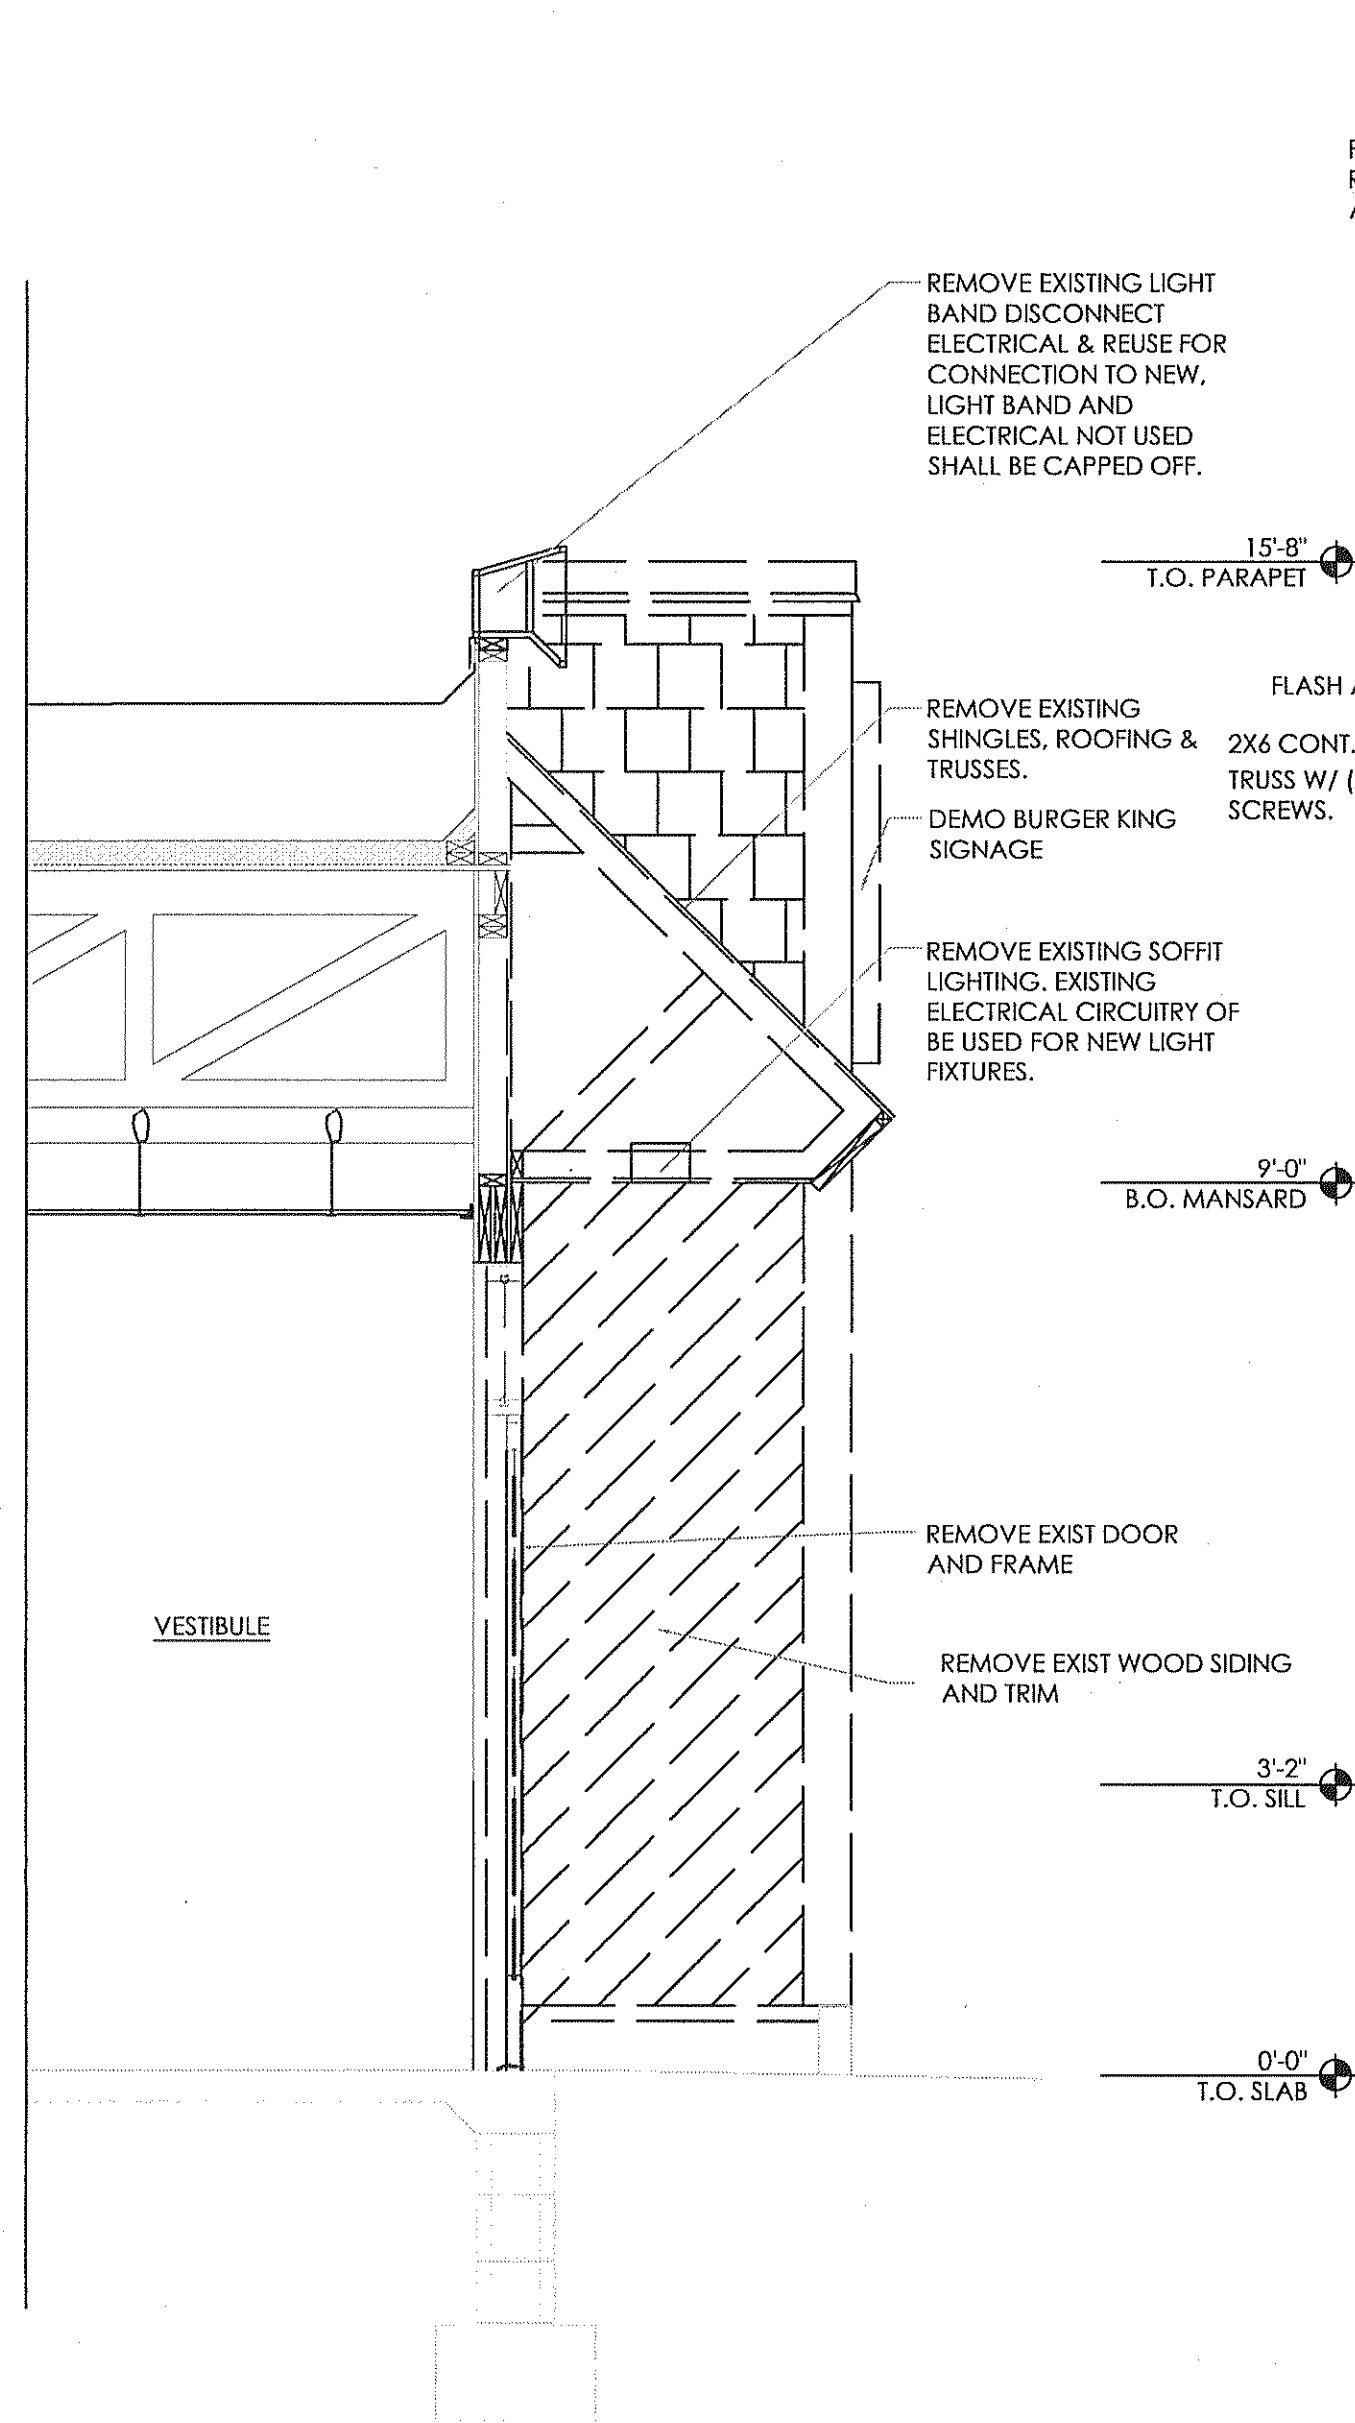 REMOVE EXISTING LIGHT
BAND DISCONNECT
ELECTRICAL & REUSE FOR
CONNECTION TO NEW,
LIGHT BAND AND
ELECTRICAL NOT USED
SHALL BE CAPPED OFF.
15'-8"
T.O. PARAPET
FLASH
REMOVE EXISTING
SHINGLES, ROOFING &
TRUSSES.
2X6 CONT.
TRUSS W/ (
SCREWS.
DEMO BURGER KING
SIGNAGE
REMOVE EXISTING SOFFIT
LIGHTING. EXISTING
ELECTRICAL CIRCUITRY OF
BE USED FOR NEW LIGHT
FIXTURES.
9'-0"
B.O. MANSARD
REMOVE EXIST DOOR
AND FRAME
VESTIBULE
REMOVE EXIST WOOD SIDING
AND TRIM
3'-2"
T.O. SILL
0'-0"
T.O. SLAB